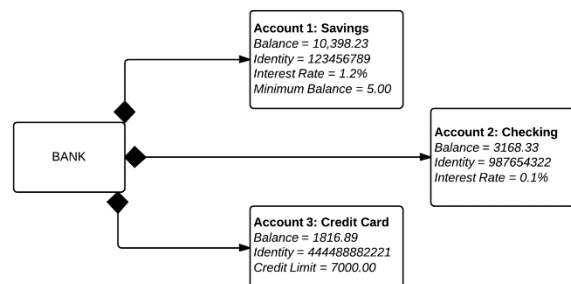 Account 1: Savings
Balance = 10,398.23
Identity = 123456789
Interest Rate = 1.2%
Minimum Balance = 5.00
BANK
Account 2: Checking
Balance = 3168.33
Identity = 987654322
Interest Rate = 0.1%
Account 3: Credit Card
Balance = 1816.89
Identity = 444488882221
Credit Limit = 7000.00